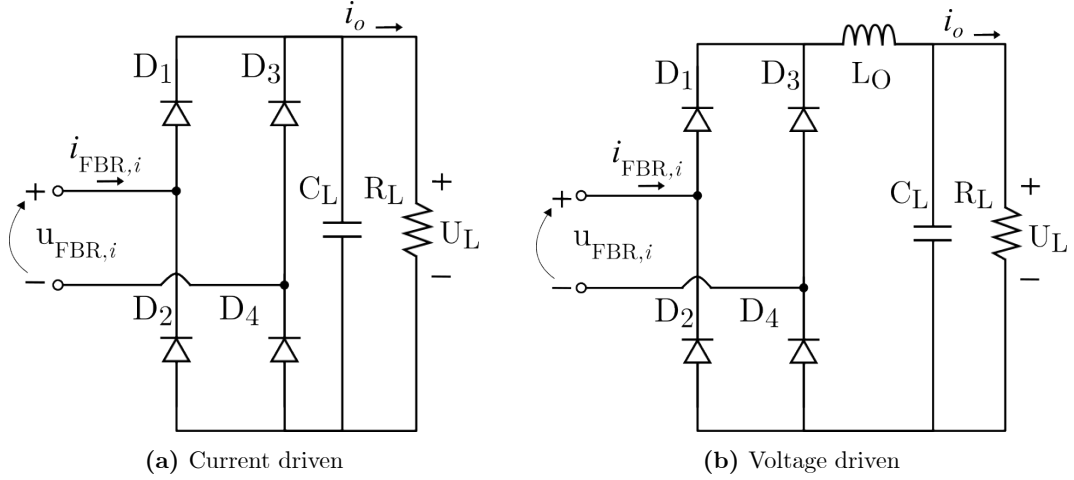 i_o
D_1 D_3
i_FBR,i
+
u_FBR,i
−
C_L R_L + U_L −
D_2 D_4
(a) Current driven
i_o
L_O
D_1 D_3
i_FBR,i
+
u_FBR,i
−
C_L R_L + U_L −
D_2 D_4
(b) Voltage driven